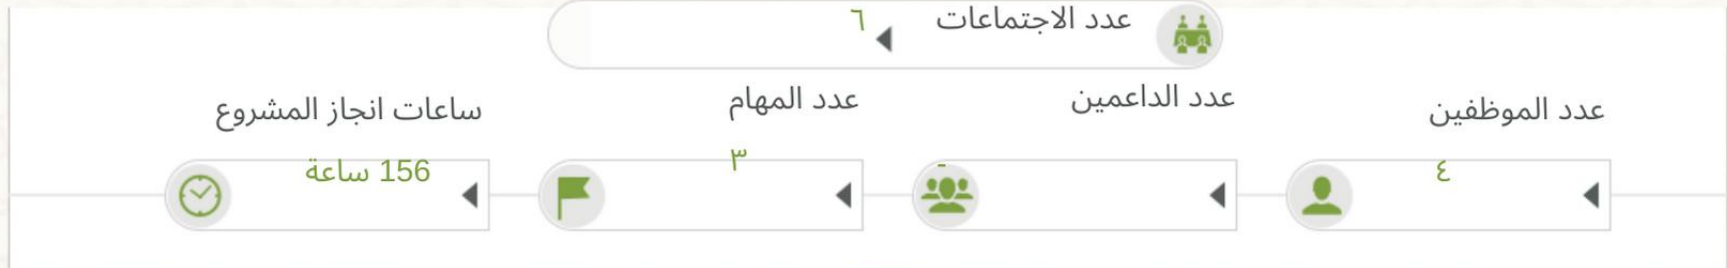 عدد الاجتماعات
٦
عدد الموظفين
٤
عدد الداعمين
-
عدد المهام
٣
ساعات انجاز المشروع
156 ساعة